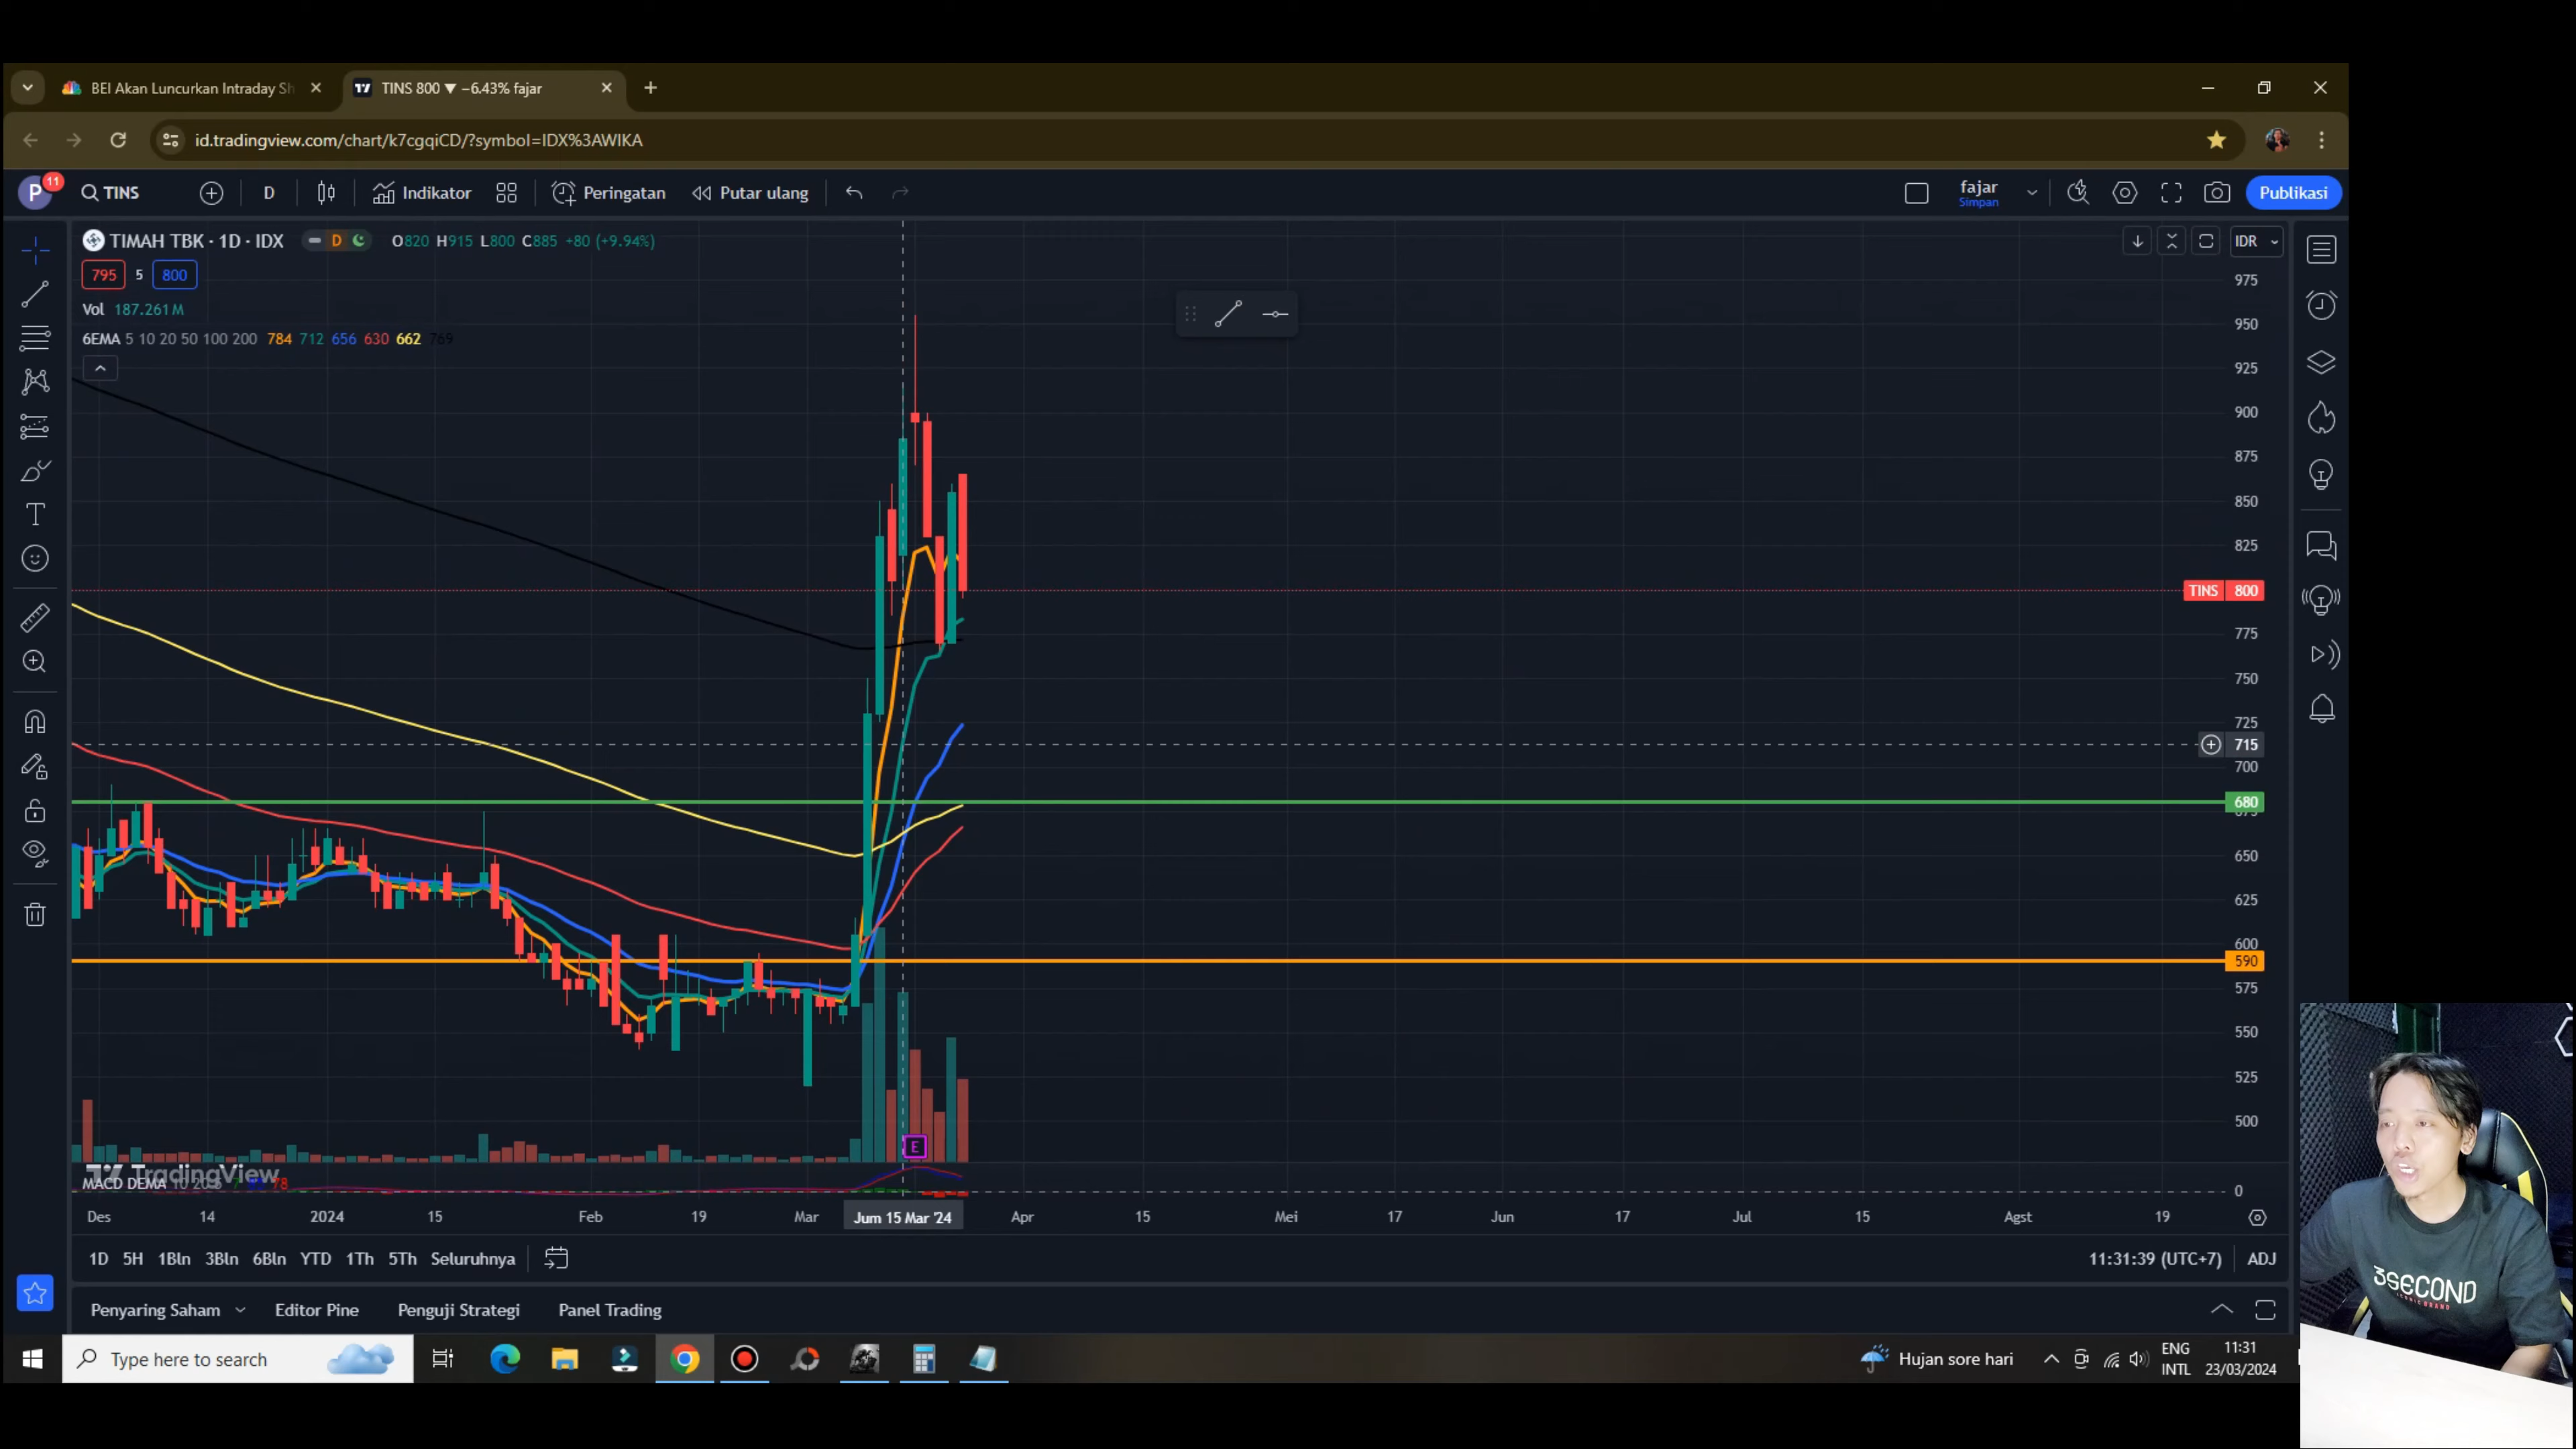 BEI Akan Luncurkan Intraday Sh
TINS 800 ▼ −6.43% fajar
id.tradingview.com/chart/k7cgqiCD/?symbol=IDX%3AWIKA
P 11 TINS D Indikator Peringatan Putar ulang fajar Publikasi
Simpan
TIMAH TBK · 1D · IDX D O820 H915 L800 C885 +80 (+9.94%) IDR
795 5 800
Vol 187.261M
6EMA 5 10 20 50 100 200 784 712 656 630 662 769
975
950
925
900
875
850
825
TINS 800
775
750
725
715
700
680
675
650
625
600
590
575
550
525
500
E
TradingView
MACD DEMA 78
0
Des 14 2024 15 Feb 19 Mar Jum 15 Mar '24 Apr 15 Mei 17 Jun 17 Jul 15 Agst 19
1D 5H 1Bln 3Bln 6Bln YTD 1Th 5Th Seluruhnya 11:31:39 (UTC+7) ADJ
Penyaring Saham Editor Pine Penguji Strategi Panel Trading
3SECOND
Type here to search Hujan sore hari ENG 11:31
INTL 23/03/2024